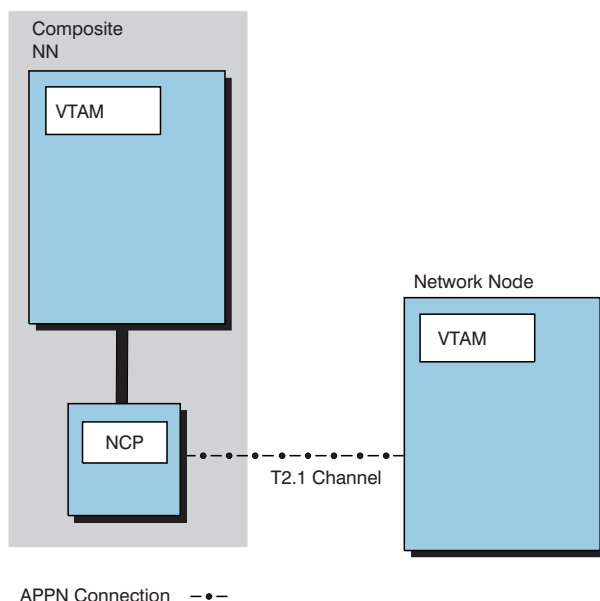 Composite
NN
VTAM
Network Node
VTAM
NCP
T2.1 Channel
APPN Connection